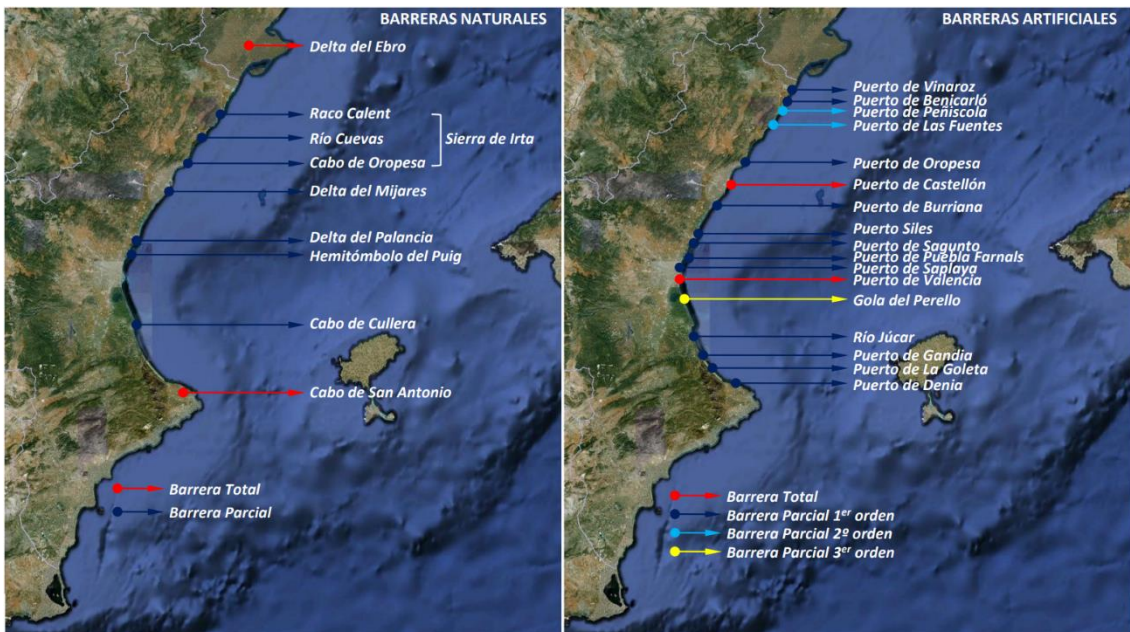 BARRERAS NATURALES
Delta del Ebro
Raco Calent
Río Cuevas
Sierra de Irta
Cabo de Oropesa
Delta del Mijares
Delta del Palancia
Hemitómbolo del Puig
Cabo de Cullera
Cabo de San Antonio
Barrera Total
Barrera Parcial
BARRERAS ARTIFICIALES
Puerto de Vinaroz
Puerto de Benicarló
Puerto de Peñiscola
Puerto de Las Fuentes
Puerto de Oropesa
Puerto de Castellón
Puerto de Burriana
Puerto Siles
Puerto de Sagunto
Puerto de Puebla Farnals
Puerto de Saplaya
Puerto de Valencia
Gola del Perello
Río Júcar
Puerto de Gandia
Puerto de La Goleta
Puerto de Denia
Barrera Total
Barrera Parcial 1er orden
Barrera Parcial 2º orden
Barrera Parcial 3er orden